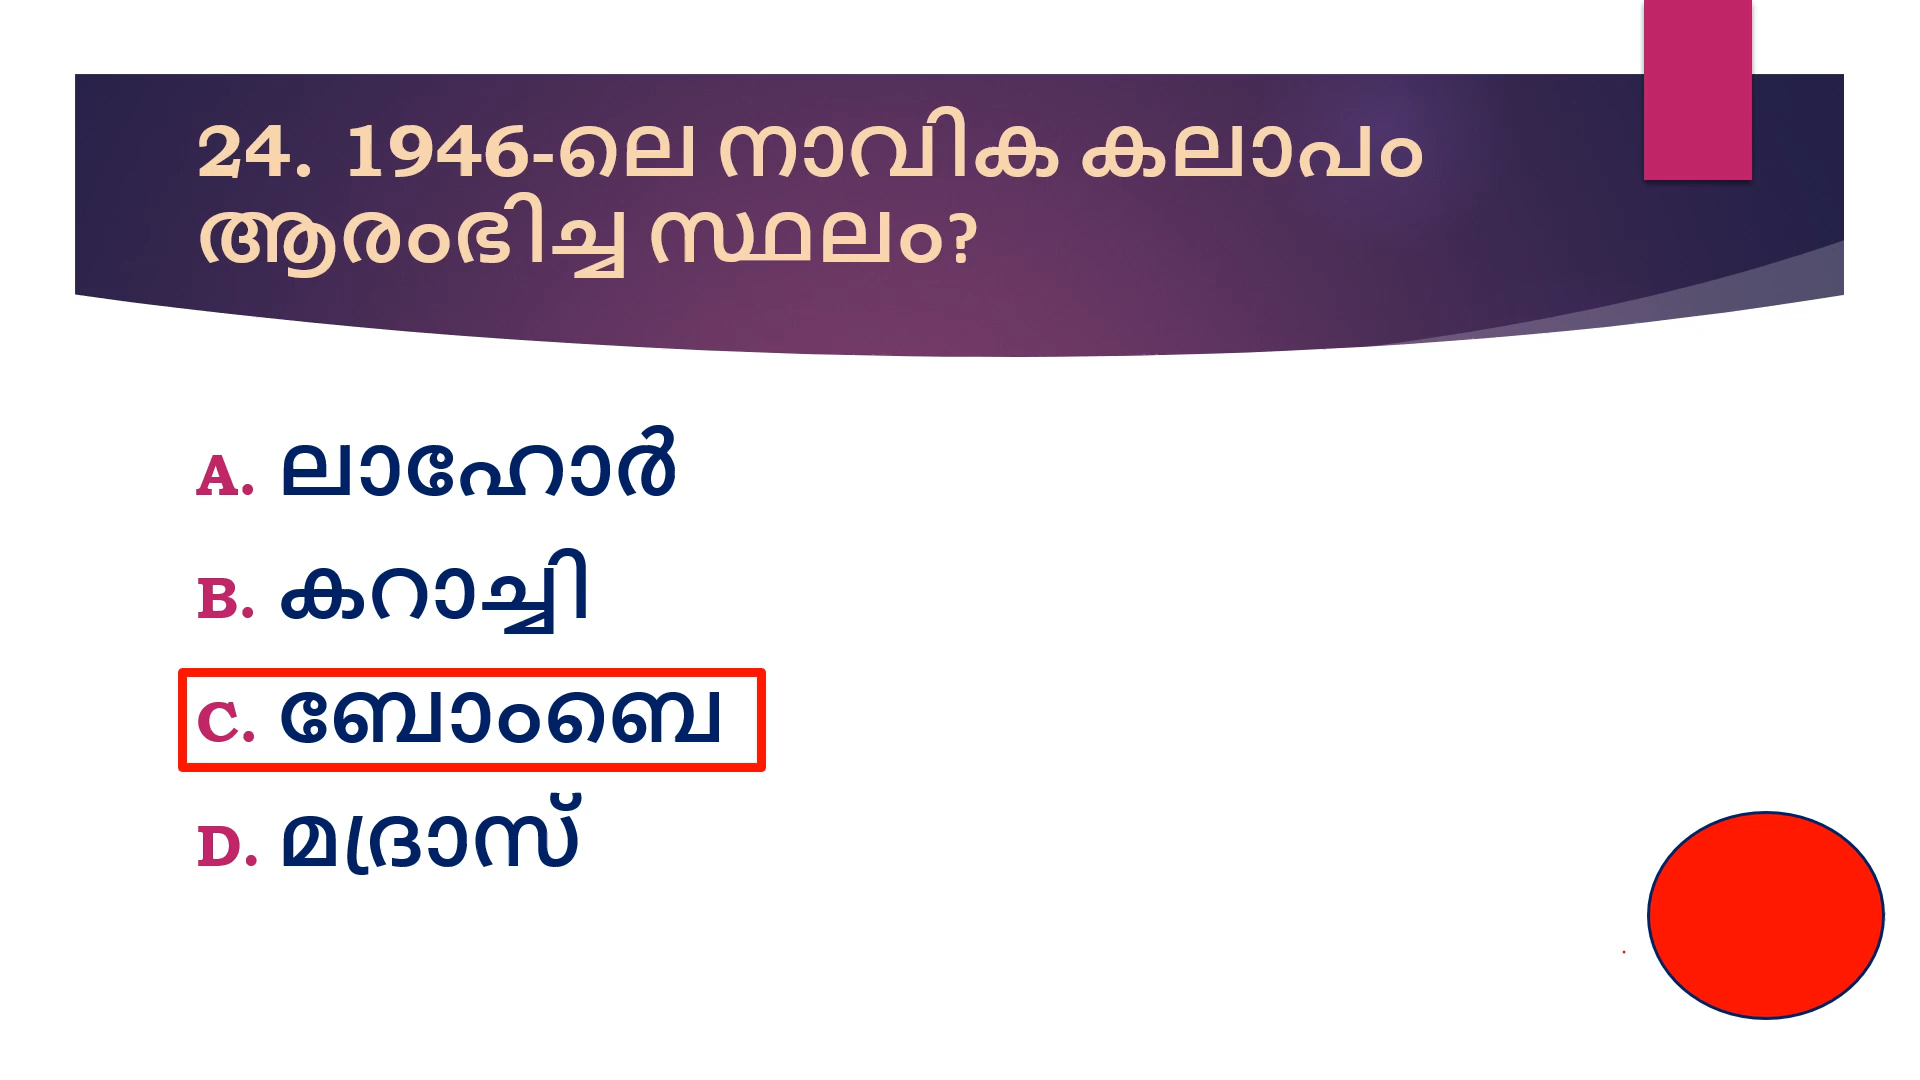 24. 1946-ലെ നാവിക കലാപം
ആരംഭിച്ച സ്ഥലം?
A. ലാഹോർ
B. കറാച്ചി
C. ബോംബെ
D. മദ്രാസ്